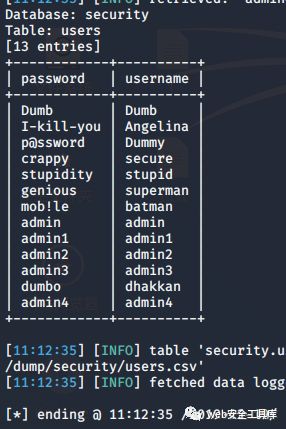 [11:12:35] [INFO] retrieved: "admin
Database: security
Table: users
[13 entries]
+------------+----------+
| password | username |
+------------+----------+
| Dumb | Dumb |
| I-kill-you | Angelina |
| p@ssword | Dummy |
| crappy | secure |
| stupidity | stupid |
| genious | superman |
| mob!le | batman |
| admin | admin |
| admin1 | admin1 |
| admin2 | admin2 |
| admin3 | admin3 |
| dumbo | dhakkan |
| admin4 | admin4 |
+------------+----------+
[11:12:35] [INFO] table 'security.u
/dump/security/users.csv'
[11:12:35] [INFO] fetched data logg
[*] ending @ 11:12:35 /2019
Web安全工具库